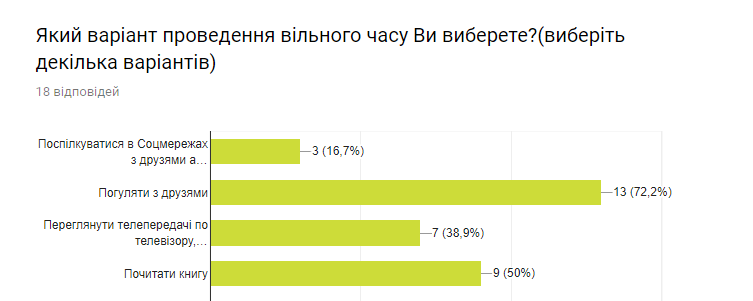 Який варіант проведення вільного часу Ви виберете?(виберіть
декілька варіантів)
18 відповідей
Поспілкуватися в Соцмережах
з друзями а…
3 (16,7%)
Погуляти з друзями
13 (72,2%)
Переглянути телепередачі по
телевізору,…
7 (38,9%)
Почитати книгу
9 (50%)